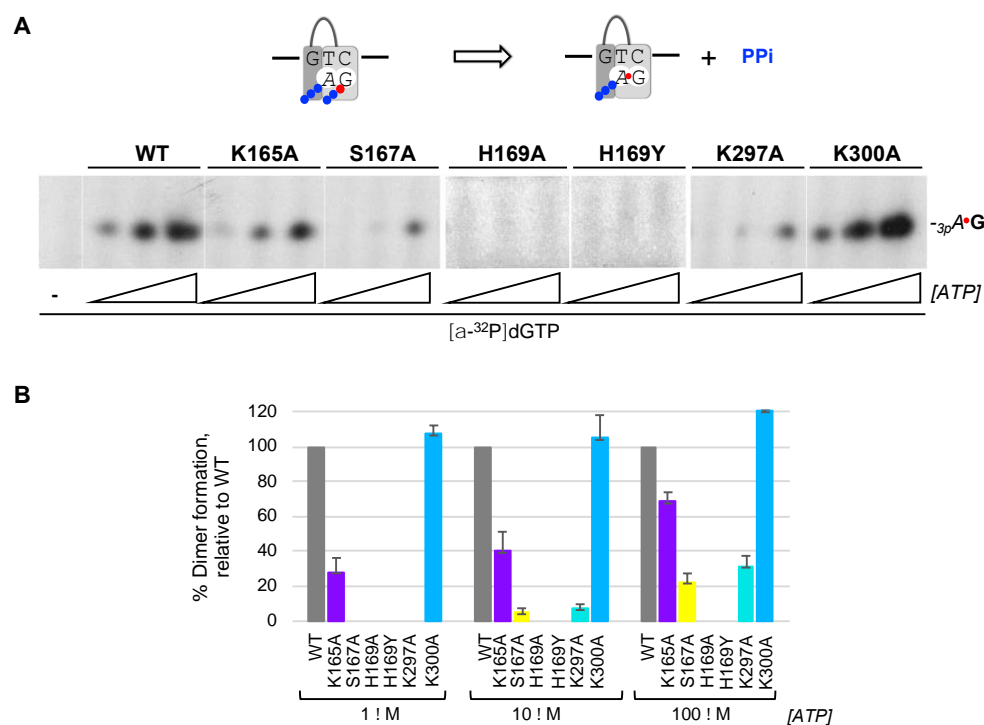 A
G T C
A G
G T C
A•G
+ PPi
WT K165A S167A H169A H169Y K297A K300A
-3pA•G
- [ATP]
[a-32P]dGTP
B
% Dimer formation,
relative to WT
120
100
80
60
40
20
0
WT K165A S167A H169A H169Y K297A K300A WT K165A S167A H169A H169Y K297A K300A WT K165A S167A H169A H169Y K297A K300A
1 ! M 10 ! M 100 ! M [ATP]